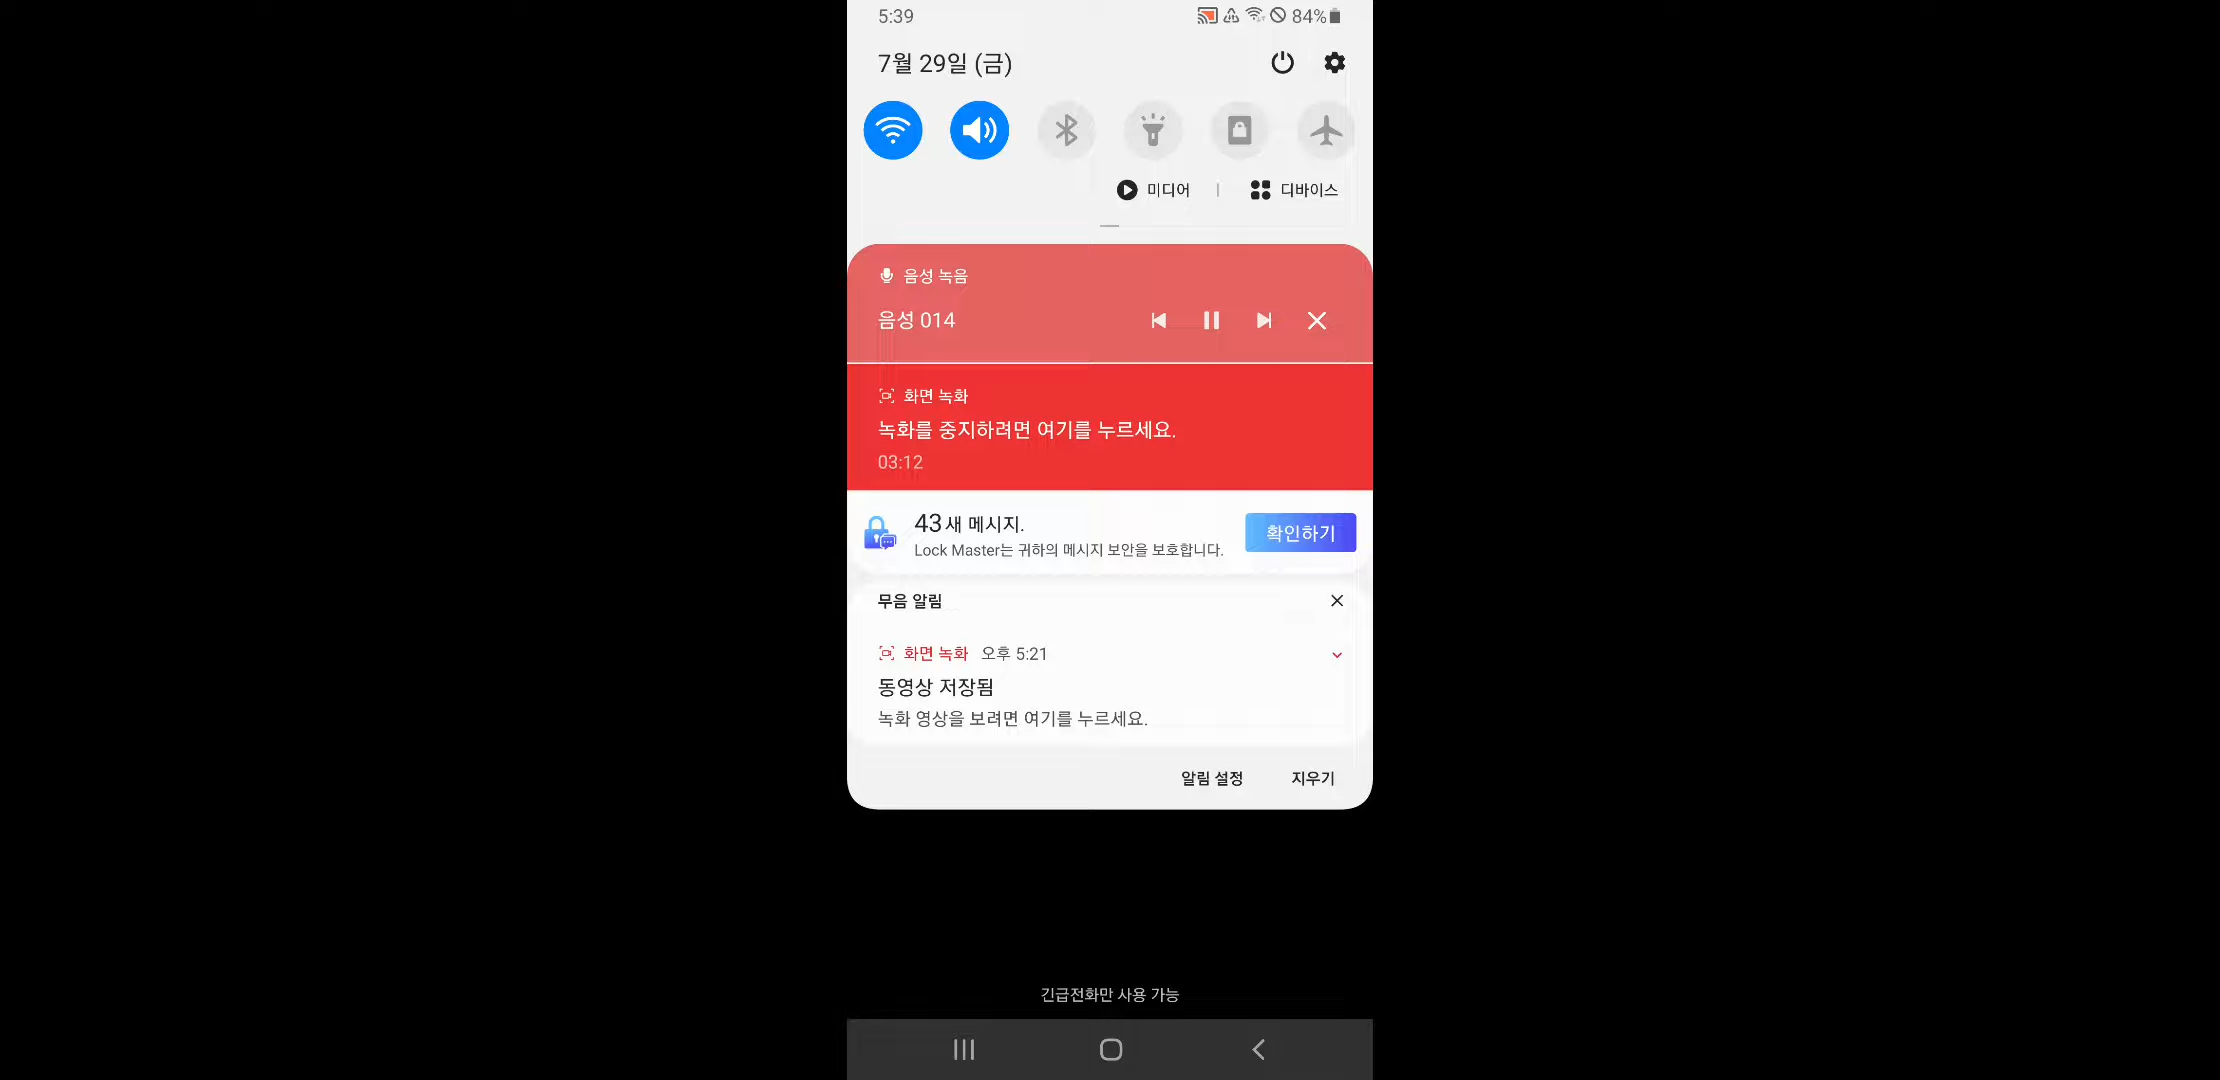 5:39
84%
7월 29일 (금)
미디어 | 디바이스
음성 녹음
음성 014
화면 녹화
녹화를 중지하려면 여기를 누르세요.
03:12
43새 메시지.
Lock Master는 귀하의 메시지 보안을 보호합니다.
확인하기
무음 알림
화면 녹화 오후 5:21
동영상 저장됨
녹화 영상을 보려면 여기를 누르세요.
알림 설정 지우기
긴급전화만 사용 가능